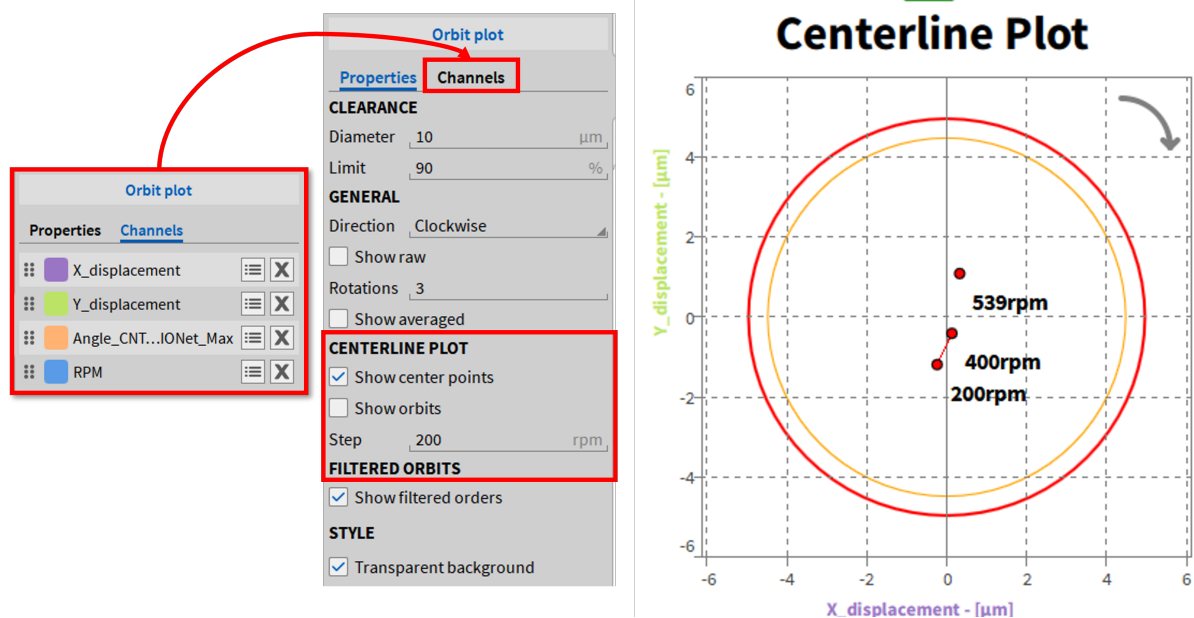 Orbit plot
Properties Channels
X_displacement
Y_displacement
Angle_CNT...IONet_Max
RPM
Orbit plot
Properties Channels
CLEARANCE
Diameter 10 µm
Limit 90 %
GENERAL
Direction Clockwise
Show raw
Rotations 3
Show averaged
CENTERLINE PLOT
Show center points
Show orbits
Step 200 rpm
FILTERED ORBITS
Show filtered orders
STYLE
Transparent background
Centerline Plot
Y_displacement - [µm]
6
4
2
0
-2
-4
-6
539rpm
400rpm
200rpm
-6 -4 -2 0 2 4 6
X_displacement - [µm]